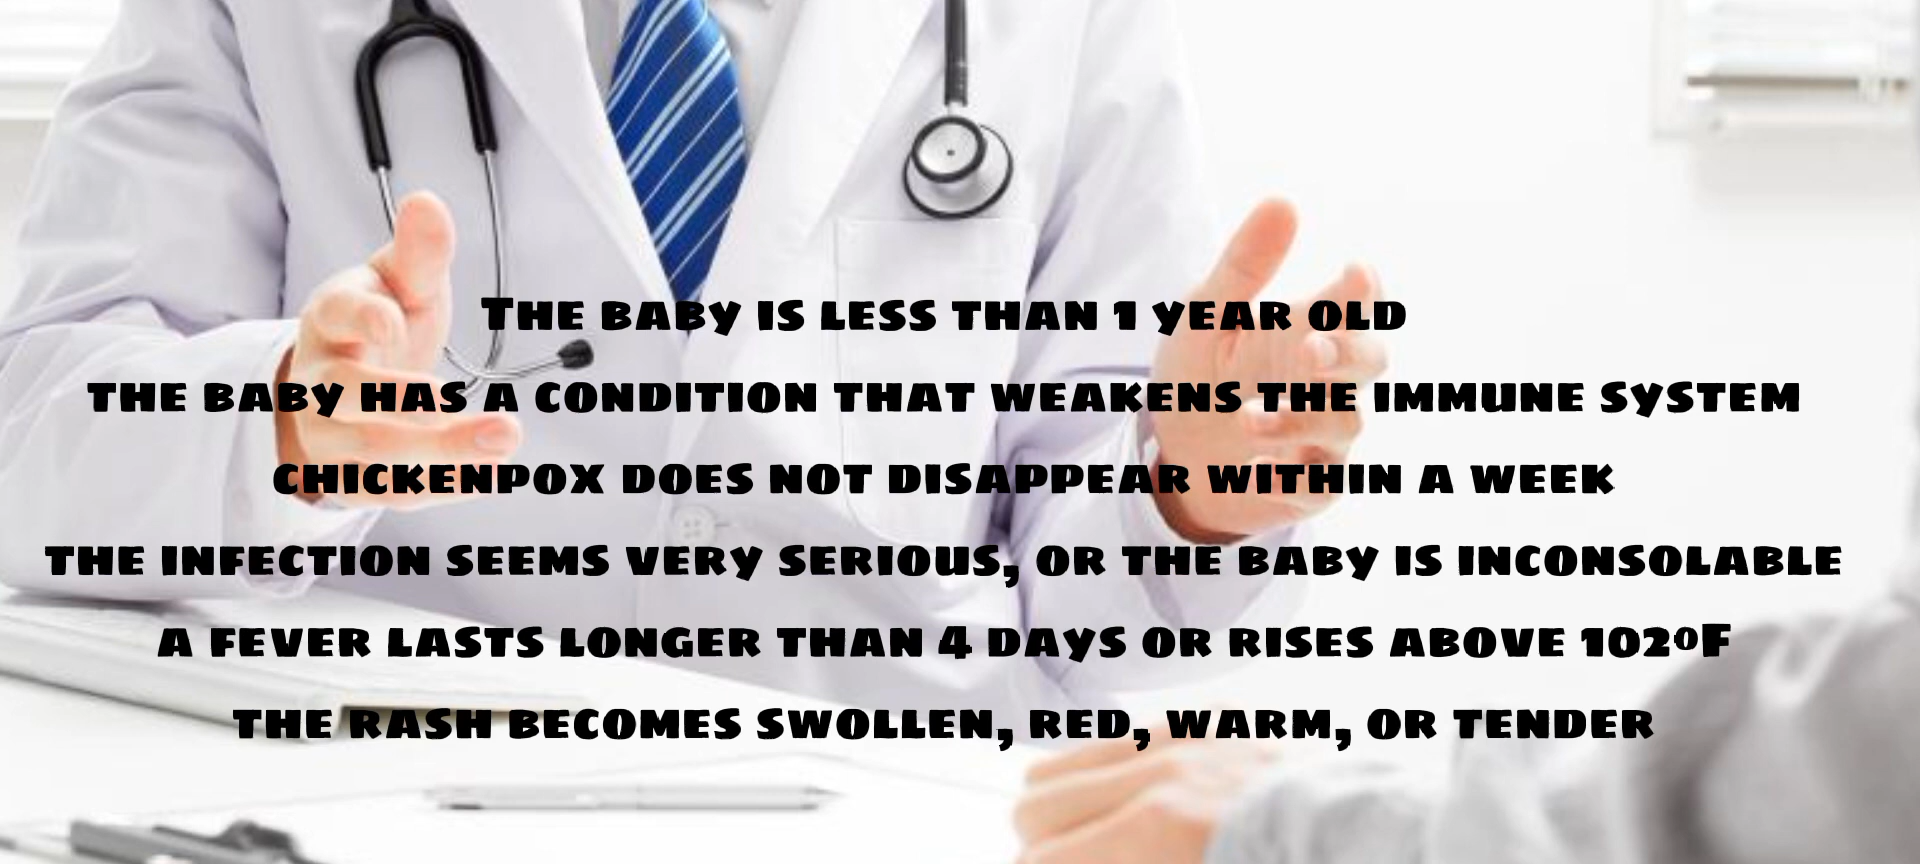 The baby is less than 1 year old
the baby has a condition that weakens the immune system
chickenpox does not disappear within a week
the infection seems very serious, or the baby is inconsolable
a fever lasts longer than 4 days or rises above 102ºF
the rash becomes swollen, red, warm, or tender